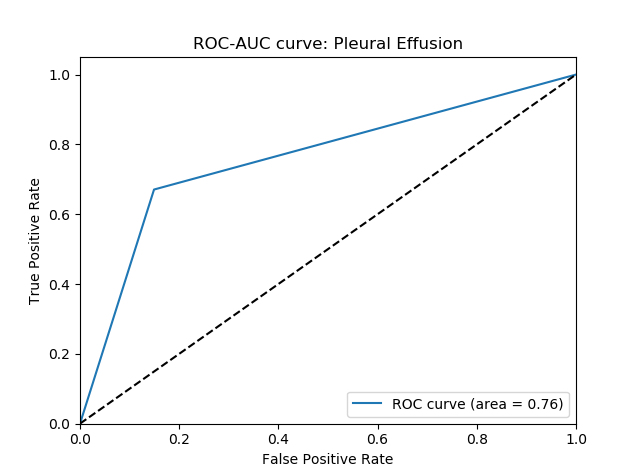 ROC-AUC curve: Pleural Effusion
True Positive Rate
1.0
0.8
0.6
0.4
0.2
0.0
ROC curve (area = 0.76)
0.0 0.2 0.4 0.6 0.8 1.0
False Positive Rate